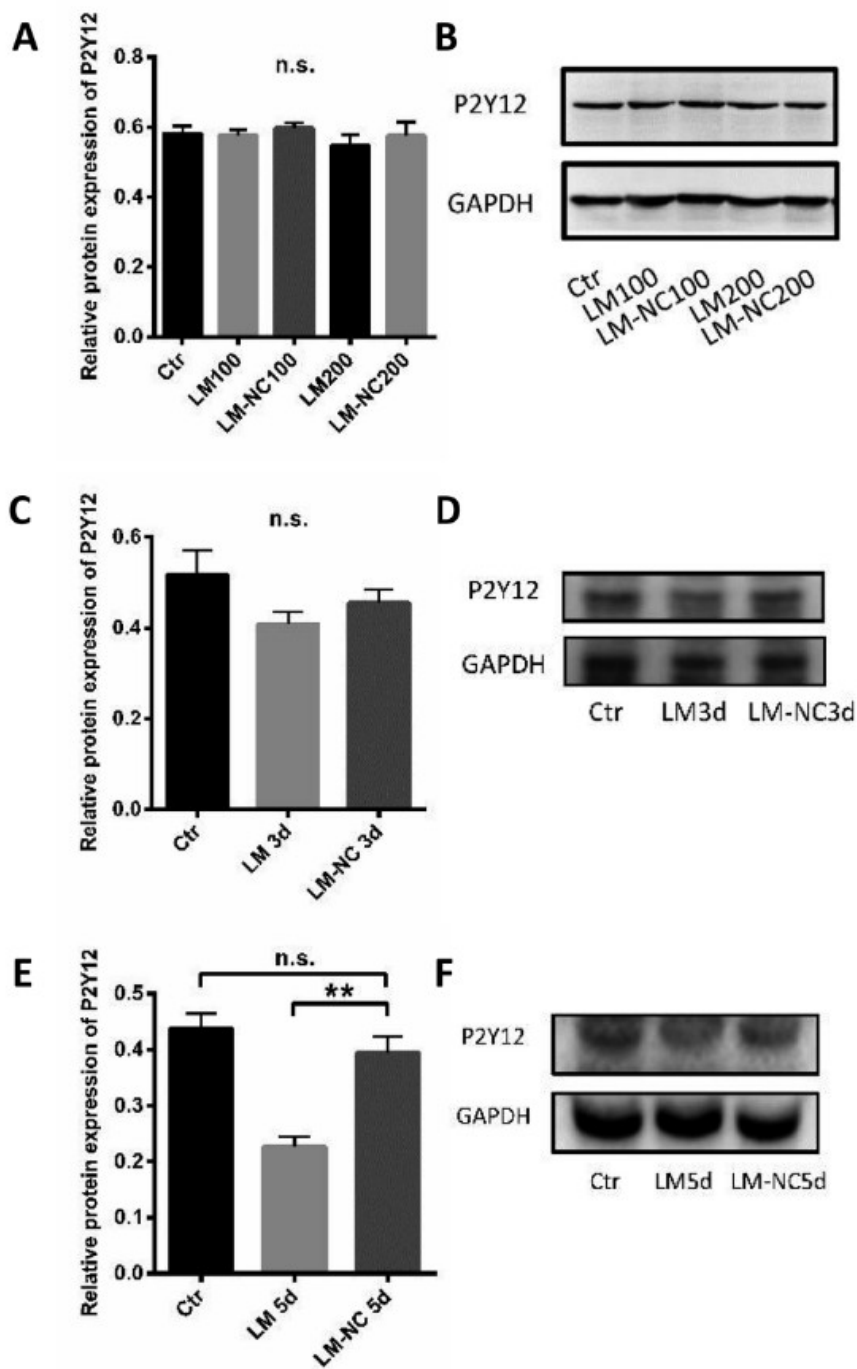 A
Relative protein expression of P2Y12
n.s.
0.8
0.6
0.4
0.2
0.0
Ctr
LM100
LM-NC100
LM200
LM-NC200
B
P2Y12
GAPDH
Ctr
LM100
LM-NC100
LM200
LM-NC200
C
Relative protein expression of P2Y12
n.s.
0.6
0.4
0.2
0.0
Ctr
LM 3d
LM-NC 3d
D
P2Y12
GAPDH
Ctr LM3d LM-NC3d
E
Relative protein expression of P2Y12
n.s.
**
0.5
0.4
0.3
0.2
0.1
0.0
Ctr
LM 5d
LM-NC 5d
F
P2Y12
GAPDH
Ctr LM5d LM-NC5d